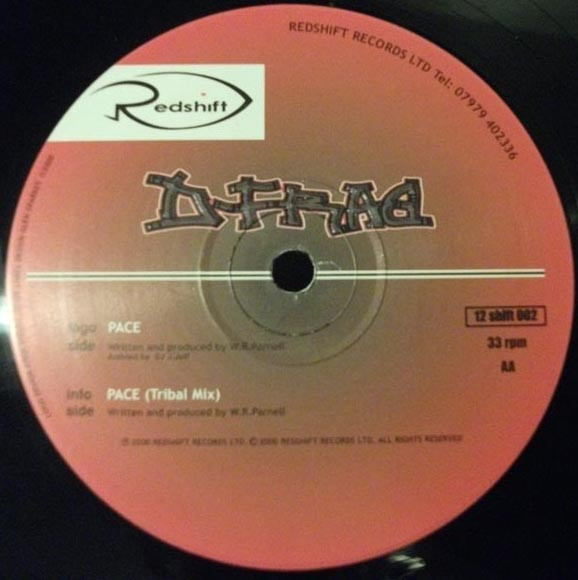 REDSHIFT RECORDS LTD Tel: 07979 402336
Redshift
D-FRAG
12 shift 002
33 rpm
AA
logo PACE
side Written and produced by W.R.Parnell
info PACE (Tribal Mix)
side Written and produced by W.R.Parnell
℗ 2000 REDSHIFT RECORDS LTD. © 2000 REDSHIFT RECORDS LTD. ALL RIGHTS RESERVED